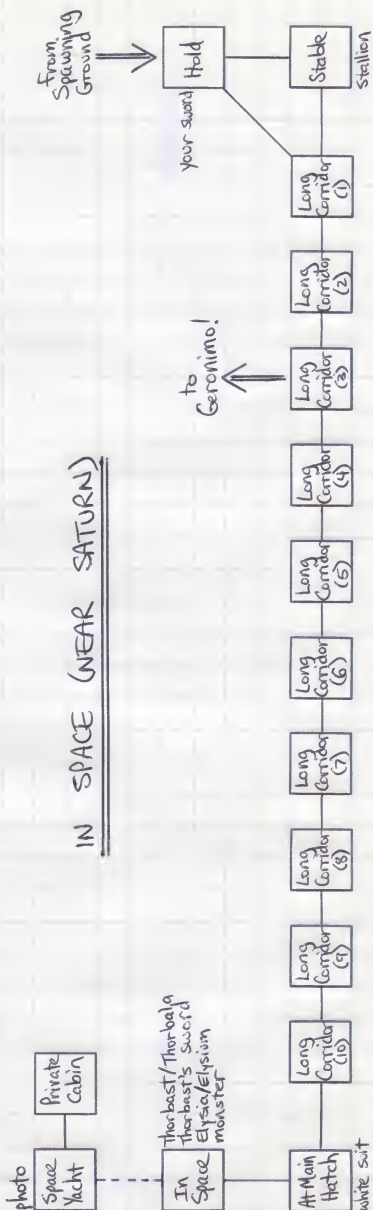 IN SPACE (NEAR SATURN)
From
Spawning
Ground
Hold
your sword
Stable
stallion
Long
Corridor
(1)
Long
Corridor
(2)
to
Geronimo!
Long
Corridor
(3)
Long
Corridor
(4)
Long
Corridor
(5)
Long
Corridor
(6)
Long
Corridor
(7)
Long
Corridor
(8)
Long
Corridor
(9)
Long
Corridor
(10)
photo
Space
Yacht
Private
Cabin
In
Space
Thorbast/Thorbala
Thorbast's sword
Elysia/Elysium
monster
At Main
Hatch
white suit